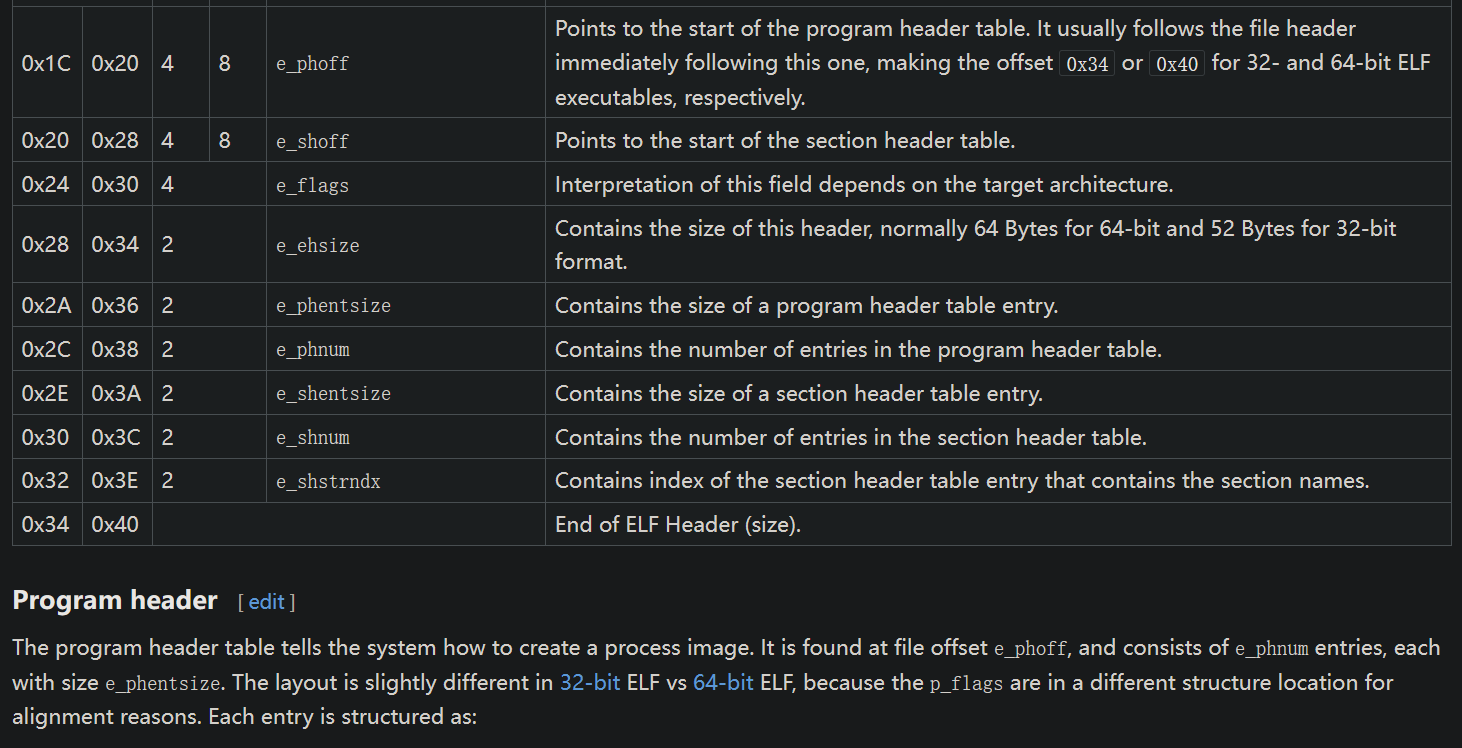 Points to the start of the program header table. It usually follows the file header
0x1C 0x20 4 8 e_phoff immediately following this one, making the offset 0x34 or 0x40 for 32- and 64-bit ELF
executables, respectively.
0x20 0x28 4 8 e_shoff Points to the start of the section header table.
0x24 0x30 4 e_flags Interpretation of this field depends on the target architecture.
Contains the size of this header, normally 64 Bytes for 64-bit and 52 Bytes for 32-bit
0x28 0x34 2 e_ehsize
format.
0x2A 0x36 2 e_phentsize Contains the size of a program header table entry.
0x2C 0x38 2 e_phnum Contains the number of entries in the program header table.
0x2E 0x3A 2 e_shentsize Contains the size of a section header table entry.
0x30 0x3C 2 e_shnum Contains the number of entries in the section header table.
0x32 0x3E 2 e_shstrndx Contains index of the section header table entry that contains the section names.
0x34 0x40 End of ELF Header (size).
Program header [ edit ]
The program header table tells the system how to create a process image. It is found at file offset e_phoff, and consists of e_phnum entries, each
with size e_phentsize. The layout is slightly different in 32-bit ELF vs 64-bit ELF, because the p_flags are in a different structure location for
alignment reasons. Each entry is structured as: